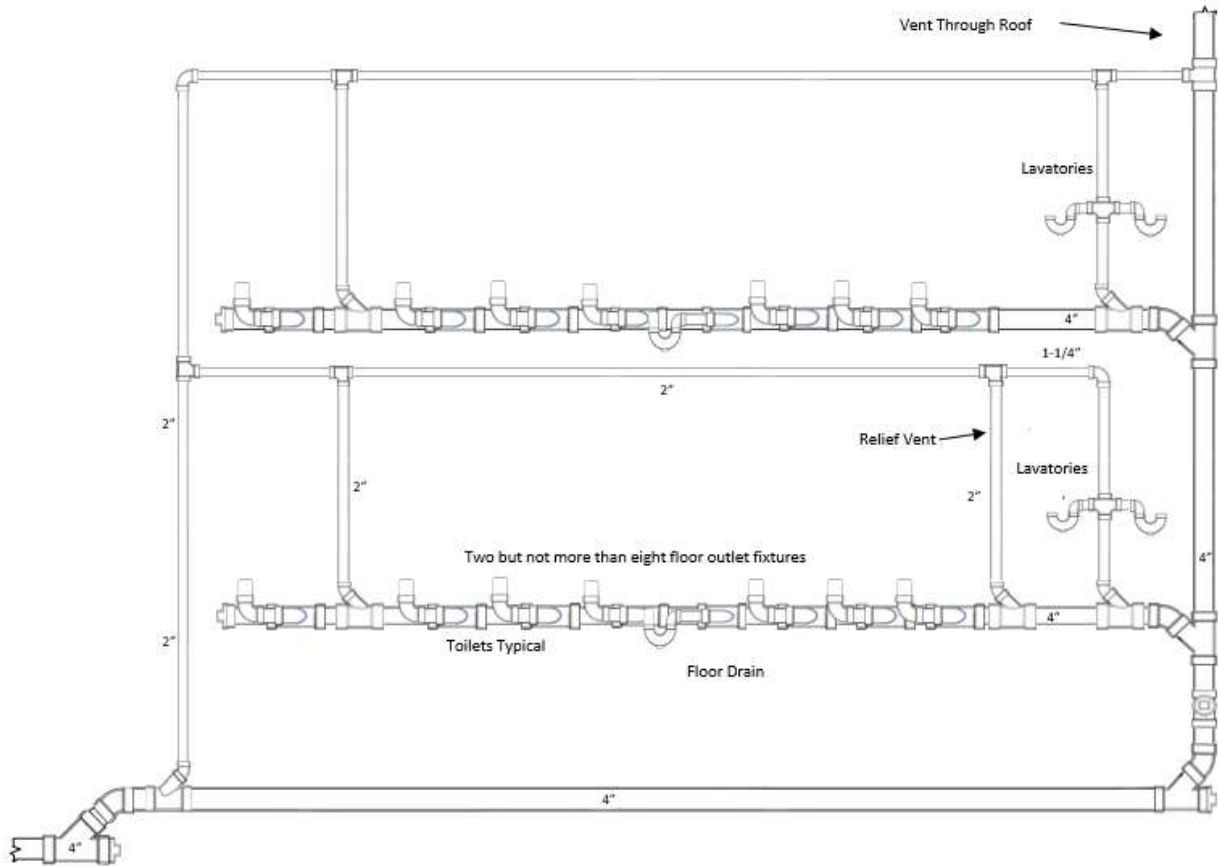 Vent Through Roof
Lavatories
4”
1-1/4”
2”
2”
Relief Vent
Lavatories
2”
2”
Two but not more than eight floor outlet fixtures
4”
4”
2”
Toilets Typical
Floor Drain
4”
4”